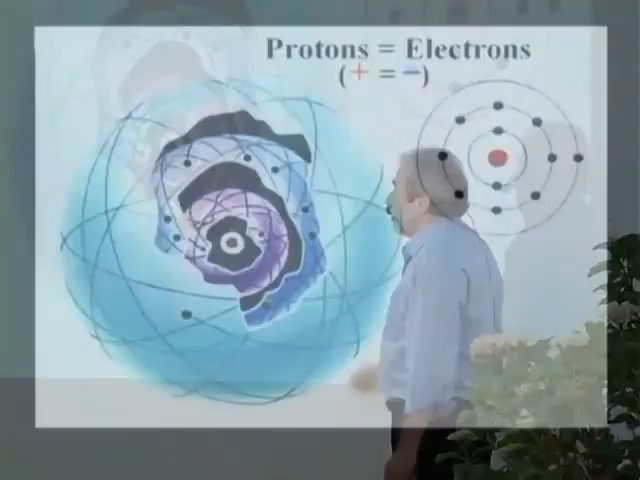 Protons = Electrons
(+ = −)